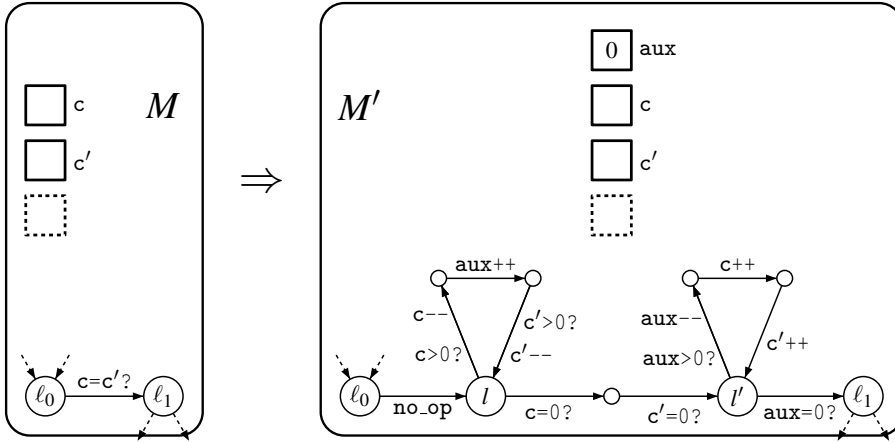 c
M
c′
⇒
0 aux
M′
c
c′
aux++
c--
c>0?
c′>0?
c′--
c++
aux--
aux>0?
c′++
ℓ₀ c=c′? ℓ₁
ℓ₀ no_op l c=0? c′=0? l′ aux=0? ℓ₁